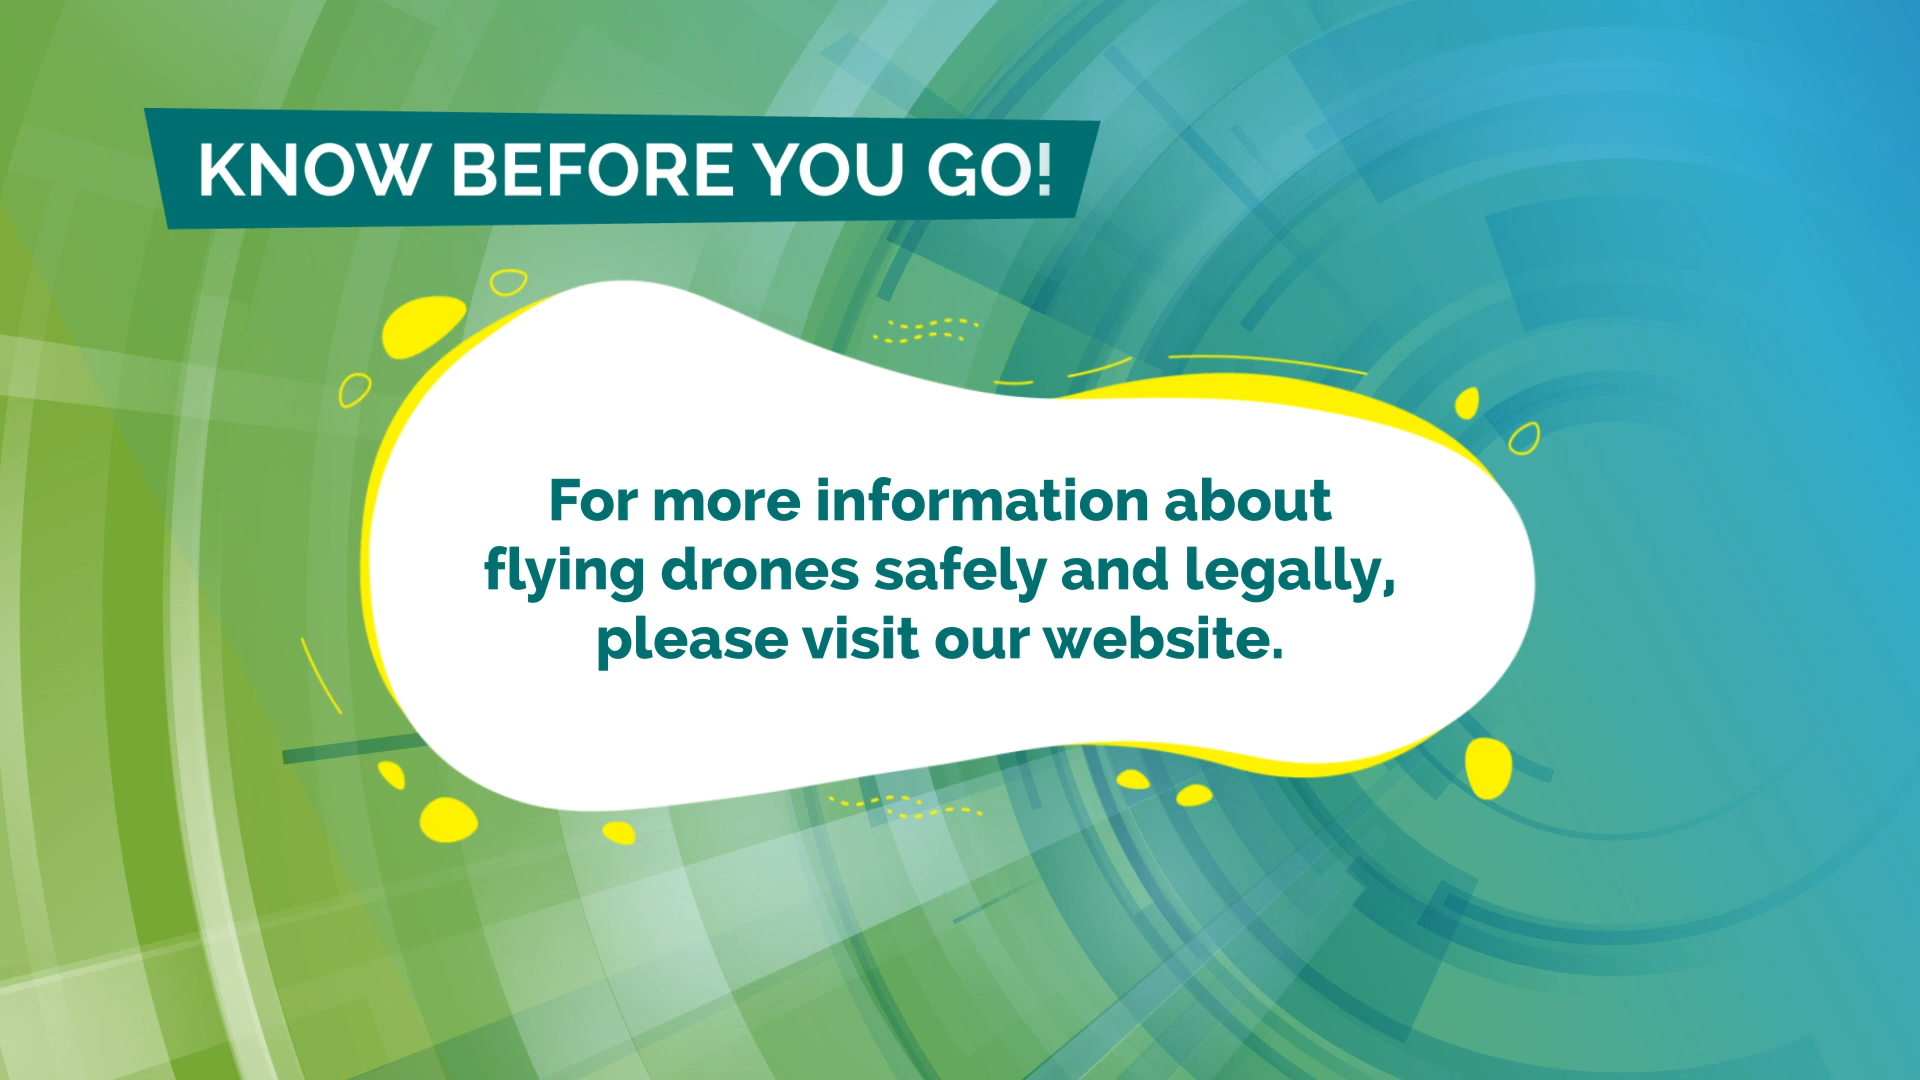 KNOW BEFORE YOU GO!
For more information about
flying drones safely and legally,
please visit our website.